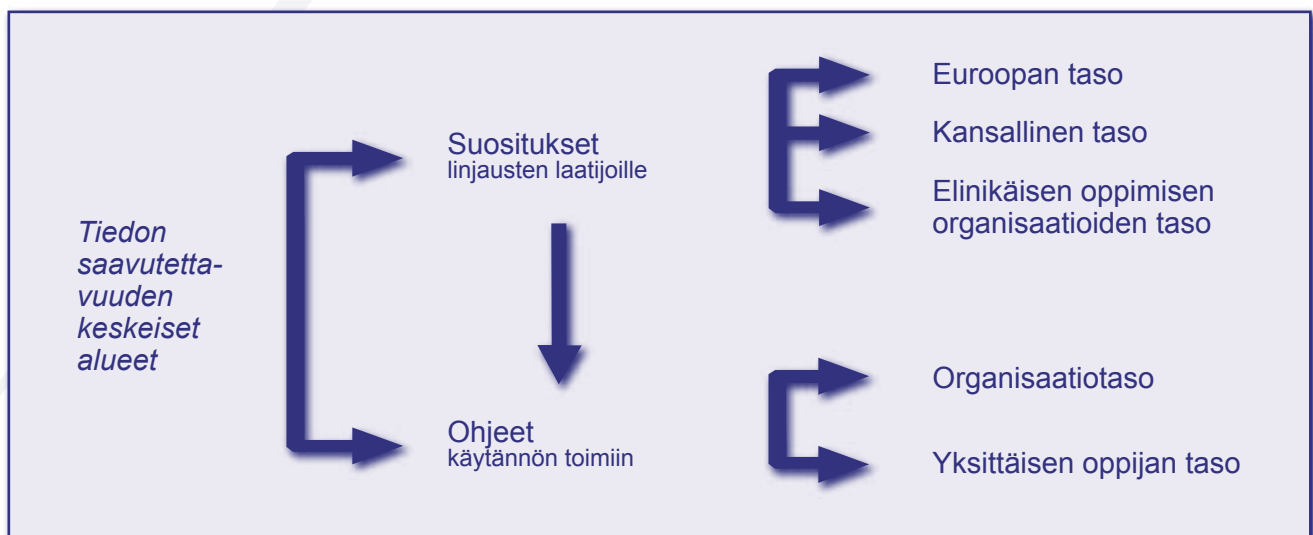 Tiedon
saavutetta-
vuuden
keskeiset
alueet
Suositukset
linjausten laatijoille
Ohjeet
käytännön toimiin
Euroopan taso
Kansallinen taso
Elinikäisen oppimisen
organisaatioiden taso
Organisaatiotaso
Yksittäisen oppijan taso